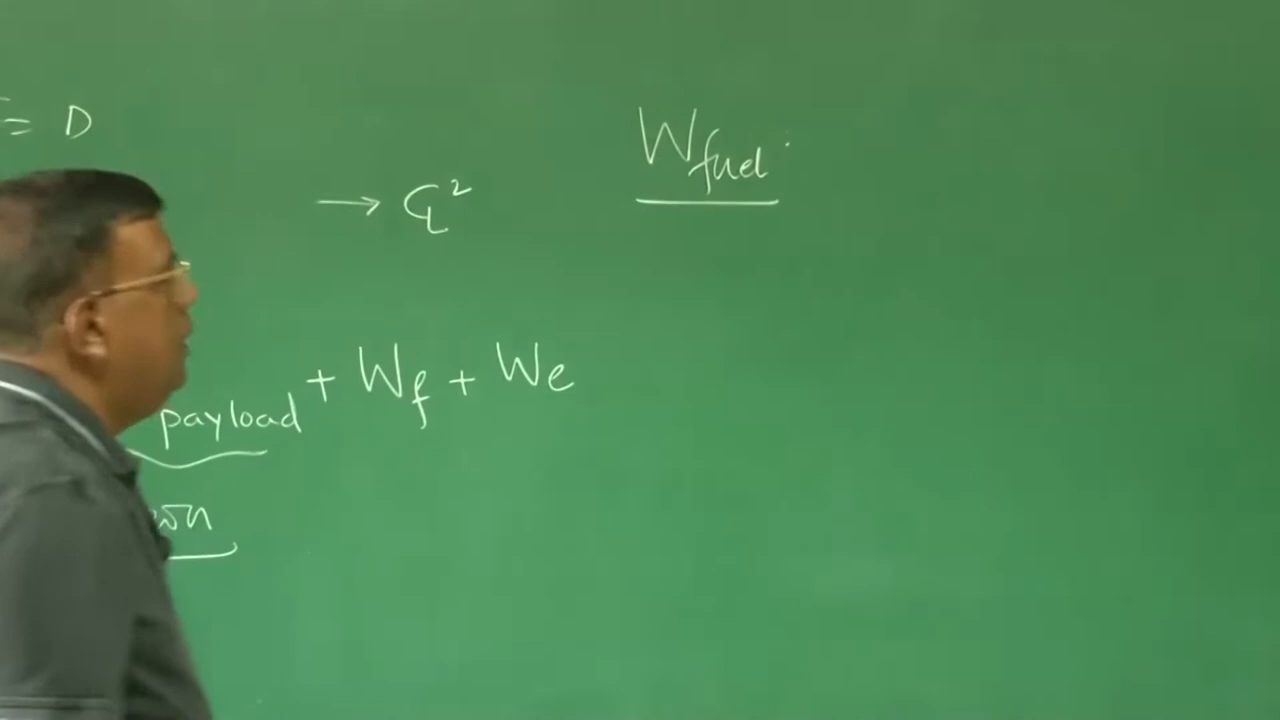 = D
→ C_L²
W_fuel
payload + W_f + W_e